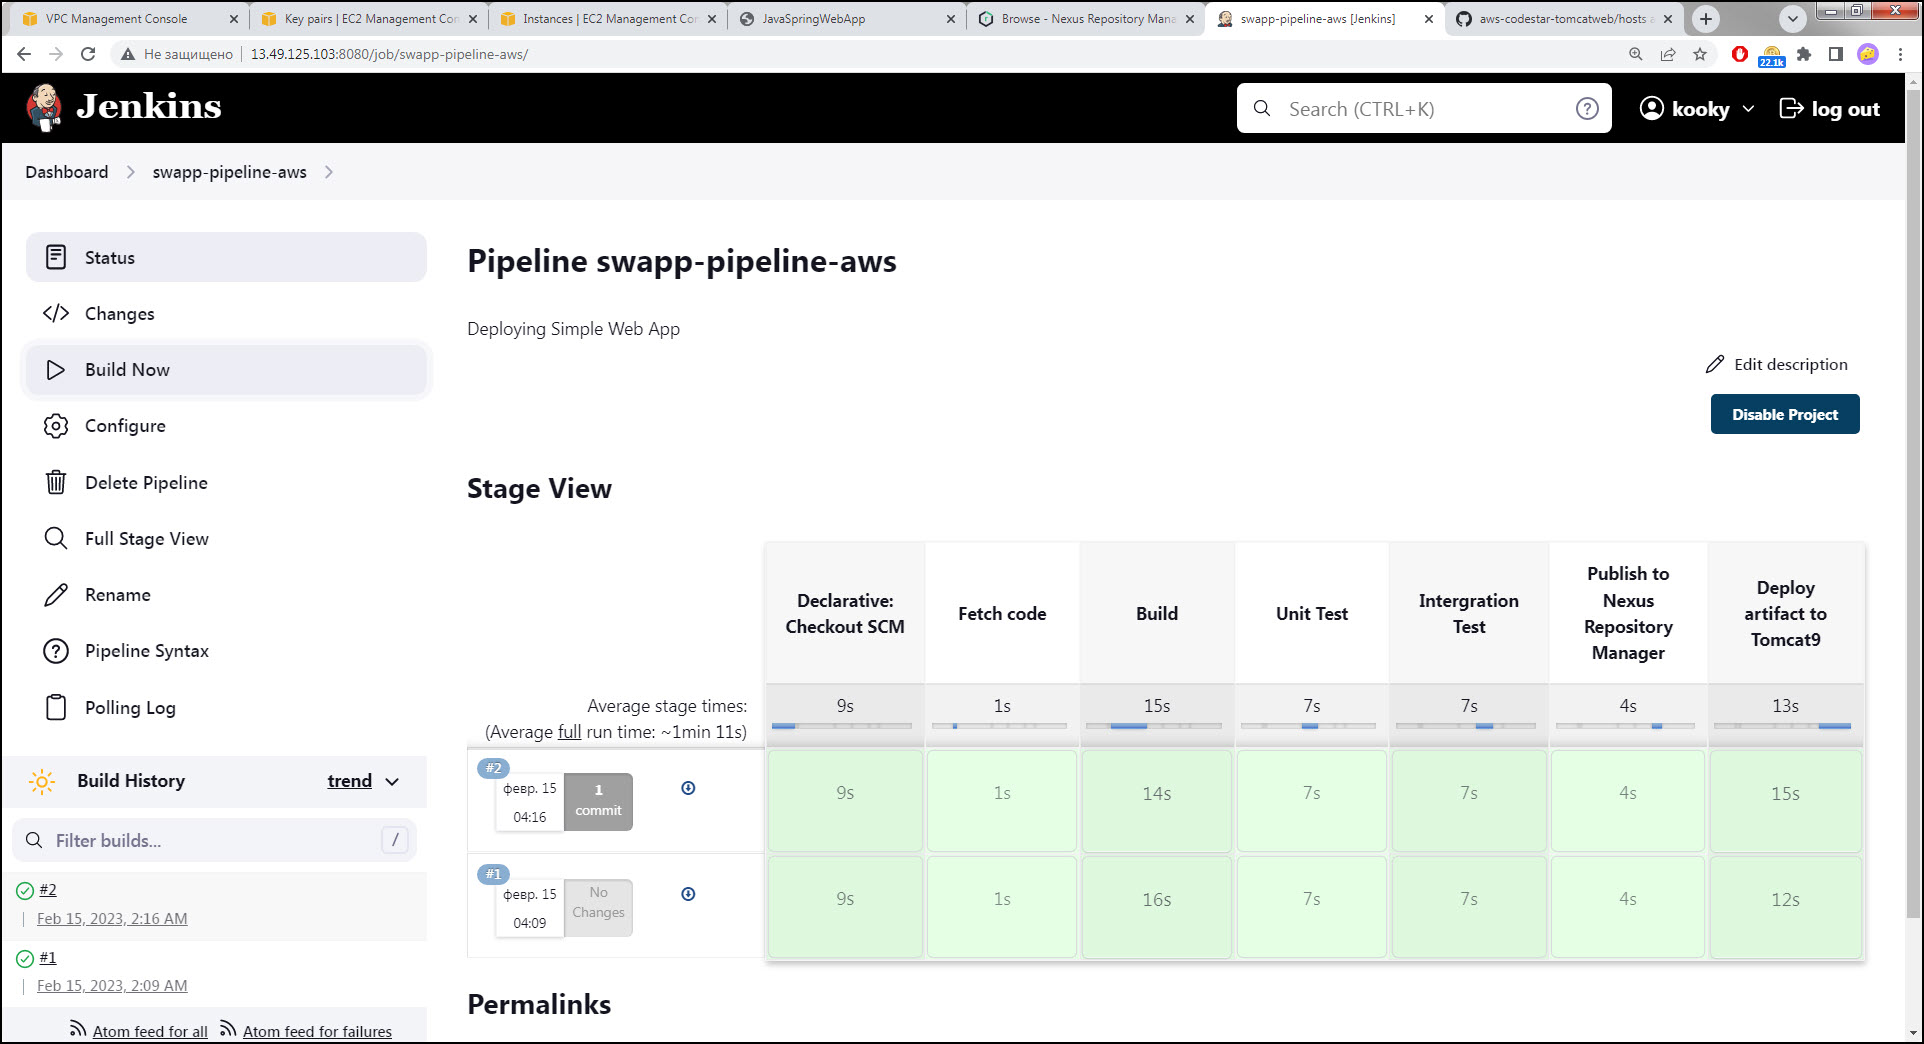 VPC Management Console
Key pairs | EC2 Management Con
Instances | EC2 Management Con
JavaSpringWebApp
Browse - Nexus Repository Mana
swapp-pipeline-aws [Jenkins]
aws-codestar-tomcatweb/hosts a
Не защищено
13.49.125.103:8080/job/swapp-pipeline-aws/
22.1k
Jenkins
Search (CTRL+K)
kooky
log out
Dashboard
swapp-pipeline-aws
Status
Changes
Build Now
Configure
Delete Pipeline
Full Stage View
Rename
Pipeline Syntax
Polling Log
Build History
trend
Filter builds...
/
#2
Feb 15, 2023, 2:16 AM
#1
Feb 15, 2023, 2:09 AM
Atom feed for all
Atom feed for failures
Pipeline swapp-pipeline-aws
Deploying Simple Web App
Edit description
Disable Project
Stage View
Declarative:
Checkout SCM
Fetch code
Build
Unit Test
Intergration
Test
Publish to
Nexus
Repository
Manager
Deploy
artifact to
Tomcat9
Average stage times:
(Average full run time: ~1min 11s)
9s
1s
15s
7s
7s
4s
13s
#2
февр. 15
04:16
1
commit
9s
1s
14s
7s
7s
4s
15s
#1
февр. 15
04:09
No
Changes
9s
1s
16s
7s
7s
4s
12s
Permalinks